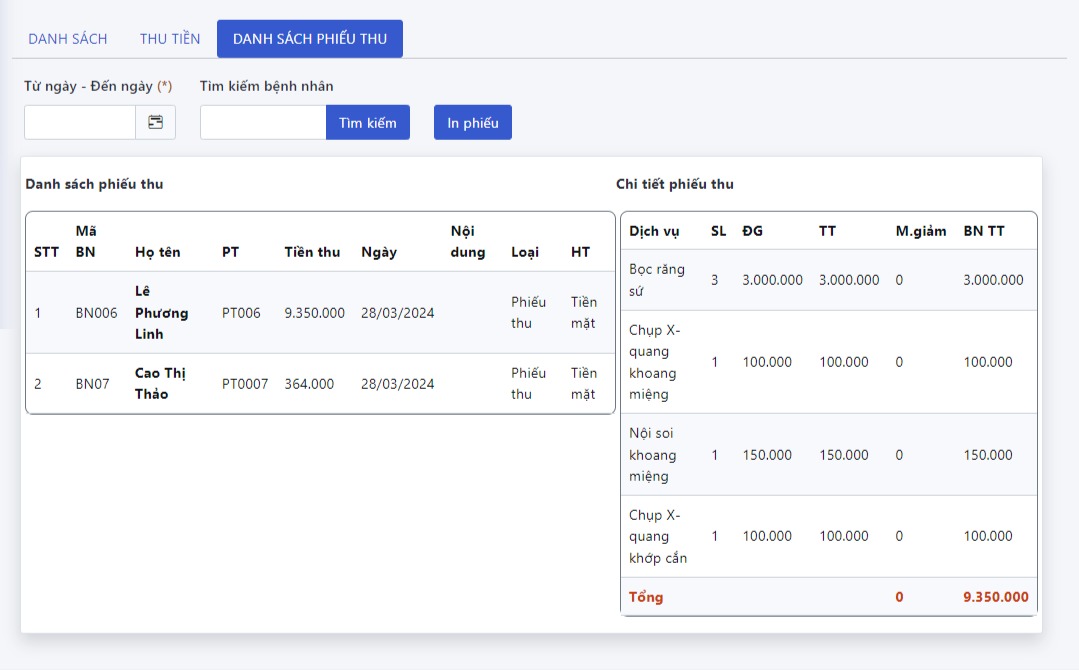 DANH SÁCH THU TIỀN DANH SÁCH PHIẾU THU
Từ ngày - Đến ngày (*) Tìm kiếm bệnh nhân
Tìm kiếm In phiếu
Danh sách phiếu thu
STT Mã BN Họ tên PT Tiền thu Ngày Nội dung Loại HT
1 BN006 Lê Phương Linh PT006 9.350.000 28/03/2024 Phiếu thu Tiền mặt
2 BN07 Cao Thị Thảo PT0007 364.000 28/03/2024 Phiếu thu Tiền mặt
Chi tiết phiếu thu
Dịch vụ SL ĐG TT M.giảm BN TT
Bọc răng sứ 3 3.000.000 3.000.000 0 3.000.000
Chụp X-quang khoang miệng 1 100.000 100.000 0 100.000
Nội soi khoang miệng 1 150.000 150.000 0 150.000
Chụp X-quang khớp cắn 1 100.000 100.000 0 100.000
Tổng 0 9.350.000